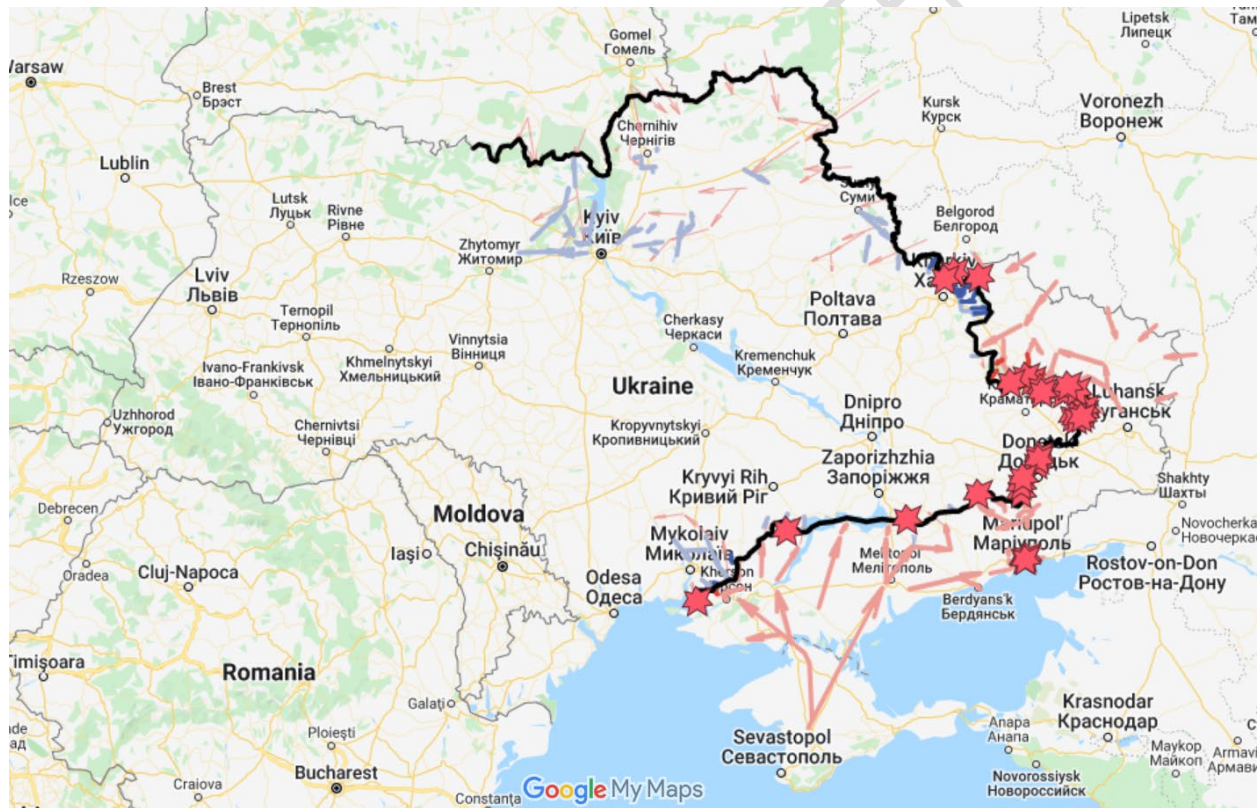 Gomel
Гомель
Lipetsk
Липецк
Warsaw
Brest
Брэст
Kursk
Курск
Voronezh
Воронеж
Chernihiv
Чернігів
Lublin
Lutsk
Луцьк
Rivne
Рівне
Суми
Belgorod
Белгород
Kyiv
Zhytomyr
Житомир
Rzeszow
Lviv
Львів
Poltava
Полтава
Ternopil
Тернопіль
Vinnytsia
Вінниця
Cherkasy
Черкаси
Khmelnytskyi
Хмельницький
Kremenchuk
Кременчук
Ivano-Frankivsk
Івано-Франківськ
Ukraine
Luhansk
Uzhhorod
Ужгород
Chernivtsi
Чернівці
Dnipro
Дніпро
Kropyvnytskyi
Кропивницький
Zaporizhzhia
Запоріжжя
Kryvyi Rih
Кривий Ріг
Shakhty
Шахты
Debrecen
Moldova
Mykolaiv
Mariupol'
Маріуполь
Iași
Chișinău
Oradea
Cluj-Napoca
Odesa
Одеса
Kherson
Мелітополь
Rostov-on-Don
Ростов-на-Дону
Berdyans'k
Бердянськ
Timișoara
Romania
Galați
Krasnodar
Краснодар
Ploiești
Sevastopol
Севастополь
Anapa
Анапа
Maykop
Майкоп
Bucharest
Novorossiysk
Новороссийск
Craiova
Constanța
Google My Maps